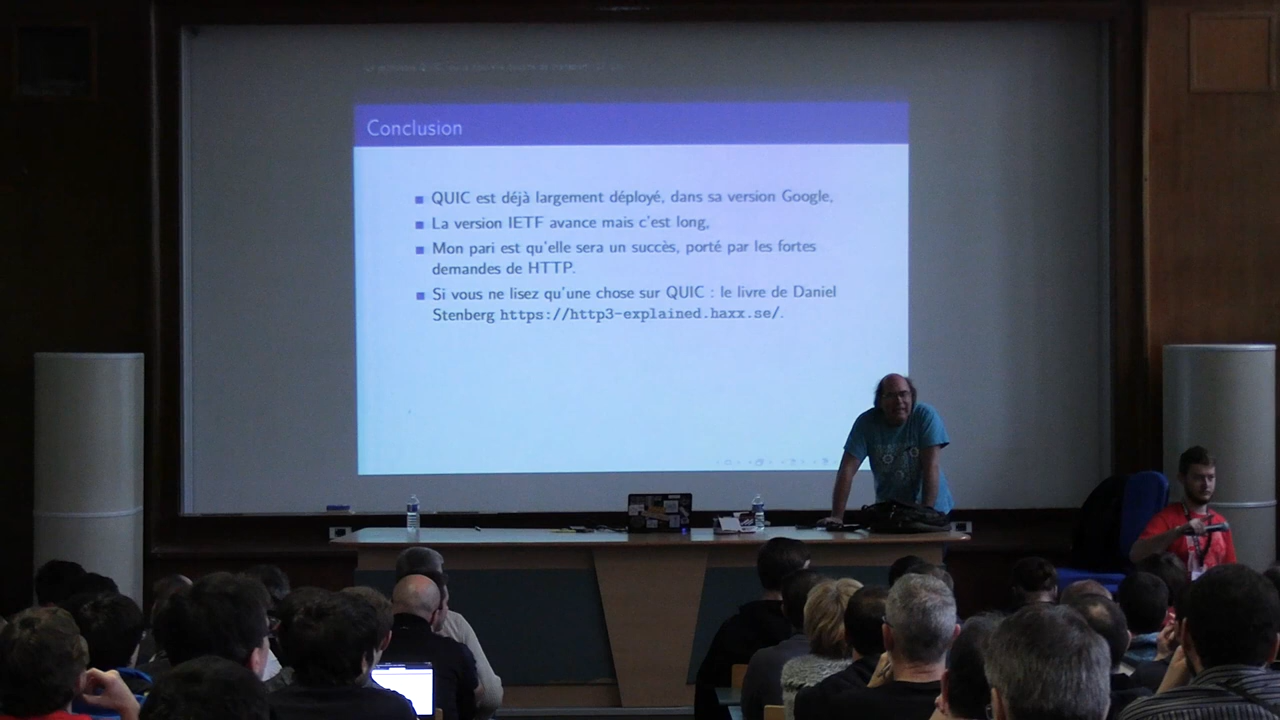 Conclusion
QUIC est déjà largement déployé, dans sa version Google,
La version IETF avance mais c'est long,
Mon pari est qu'elle sera un succès, porté par les fortes
demandes de HTTP.
Si vous ne lisez qu'une chose sur QUIC : le livre de Daniel
Stenberg https://http3-explained.haxx.se/.